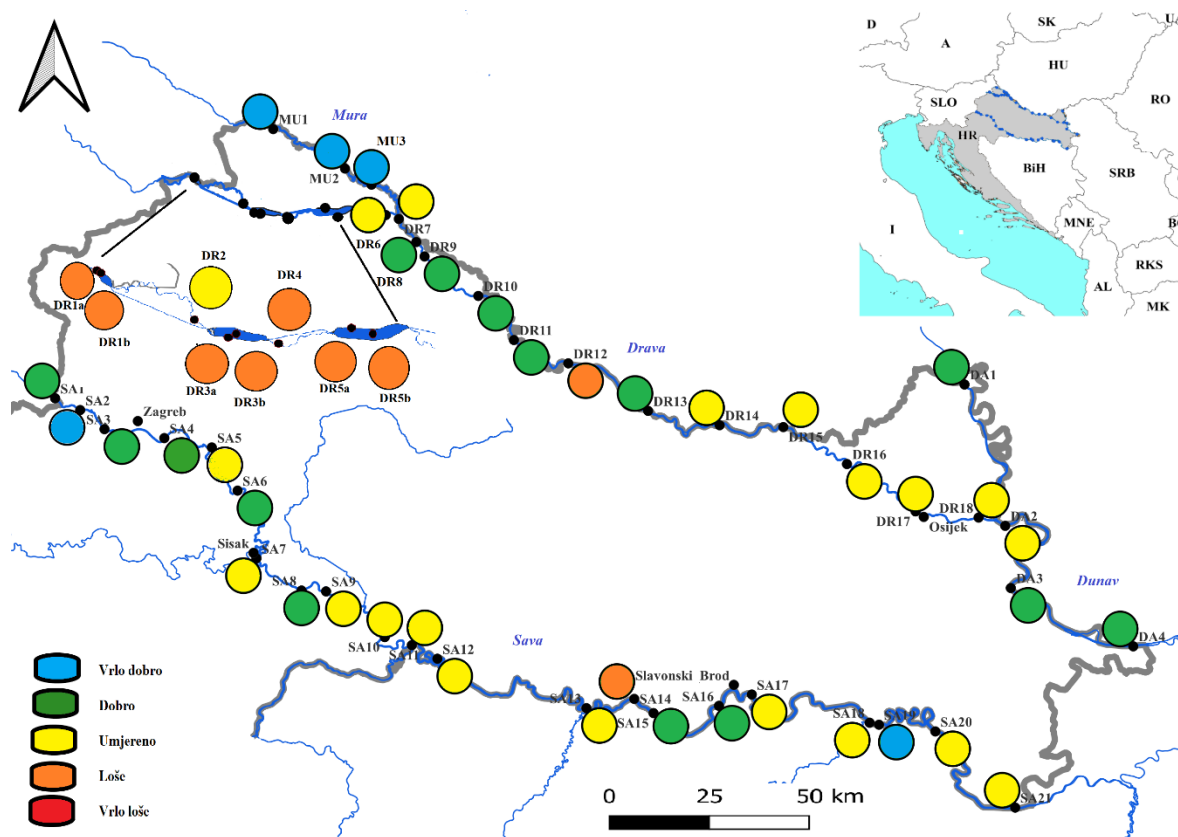 D
SK
U
A
HU
SLO
RO
HR
BiH
SRB
MNE
I
RKS
AL
MK
MU1
Mura
MU3
MU2
DR7
DR6
DR9
DR8
DR2
DR4
DR10
DR1a
DR1b
DR11
Drava
DR12
DR3a
DR3b
DR5a
DR5b
DA1
SA1
SA2
SA3
Zagreb
SA4
SA5
SA6
DR13
DR14
DR15
DR16
DR17
Osijek
DR18
DA2
Sisak
SA7
SA8
SA9
DA3
Dunav
SA10
SA11
SA12
Sava
DA4
Slavonski Brod
SA13
SA14
SA15
SA16
SA17
SA18
SA19
SA20
SA21
Vrlo dobro
Dobro
Umjereno
Loše
Vrlo loše
0 25 50 km